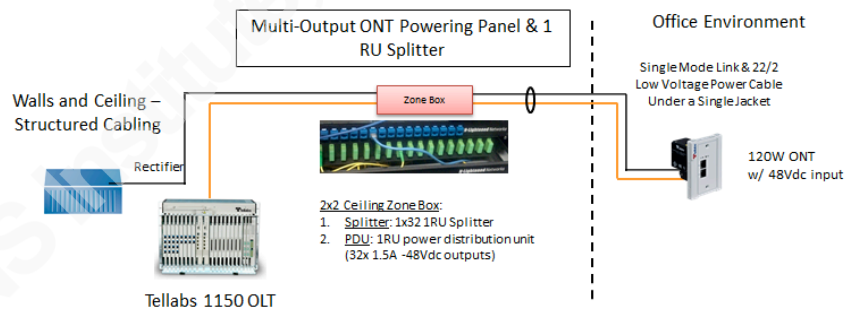 Multi-Output ONT Powering Panel & 1
RU Splitter
Office Environment
Single Mode Link & 22/2
Low Voltage Power Cable
Under a Single Jacket
Walls and Ceiling –
Structured Cabling
Zone Box
Rectifier
120W ONT
w/ 48Vdc input
2x2 Ceiling Zone Box:
1. Splitter: 1x32 1RU Splitter
2. PDU: 1RU power distribution unit
(32x 1.5A -48Vdc outputs)
Tellabs 1150 OLT